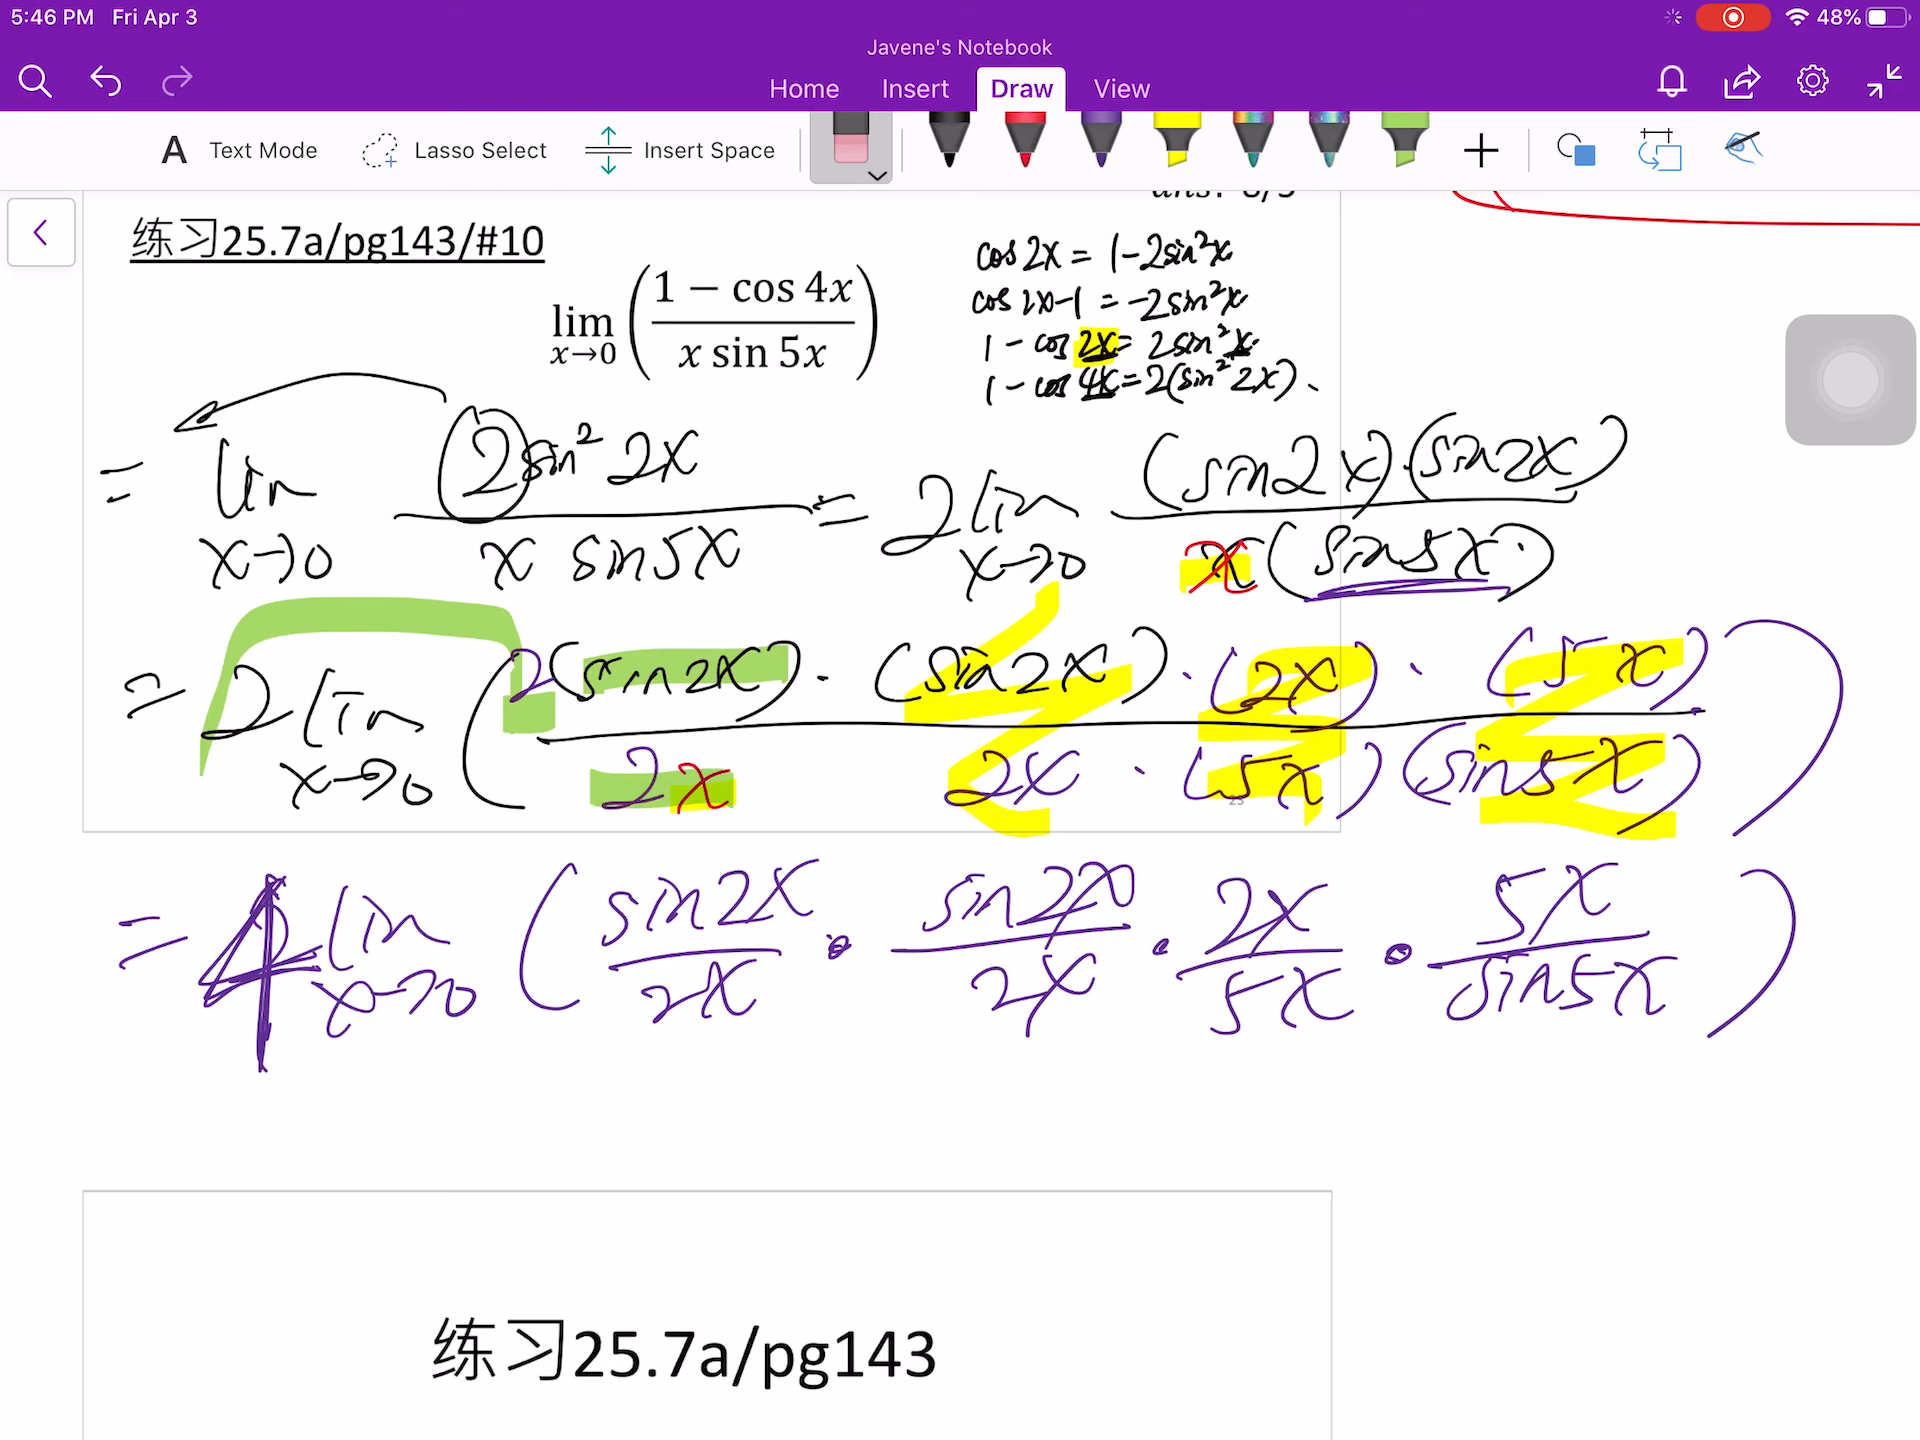 5:46 PM Fri Apr 3 48%
Javene's Notebook
Home Insert Draw View
A Text Mode Lasso Select Insert Space
练习25.7a/pg143/#10
cos 2x = 1-2sin²x
cos 2x-1 = -2sin²x
1 - cos 2x = 2sin²x
1 - cos 4x = 2(sin² 2x)
lim x→0 ( (1 − cos 4x) / (x sin 5x) )
= lim x→0 (2 sin² 2x) / (x sin5x) = 2 lim x→0 ((sin2x)·(sin2x)) / (x(sin5x))
= 2 lim x→0 ( (2(sin2x)·(sin2x)·(2x)·(5x)) / (2x 2x·(5x)(sin5x)) )
23
= 4 lim x→0 ( sin2x/2x · sin2x/2x · 2x/5x · 5x/sin5x )
练习25.7a/pg143